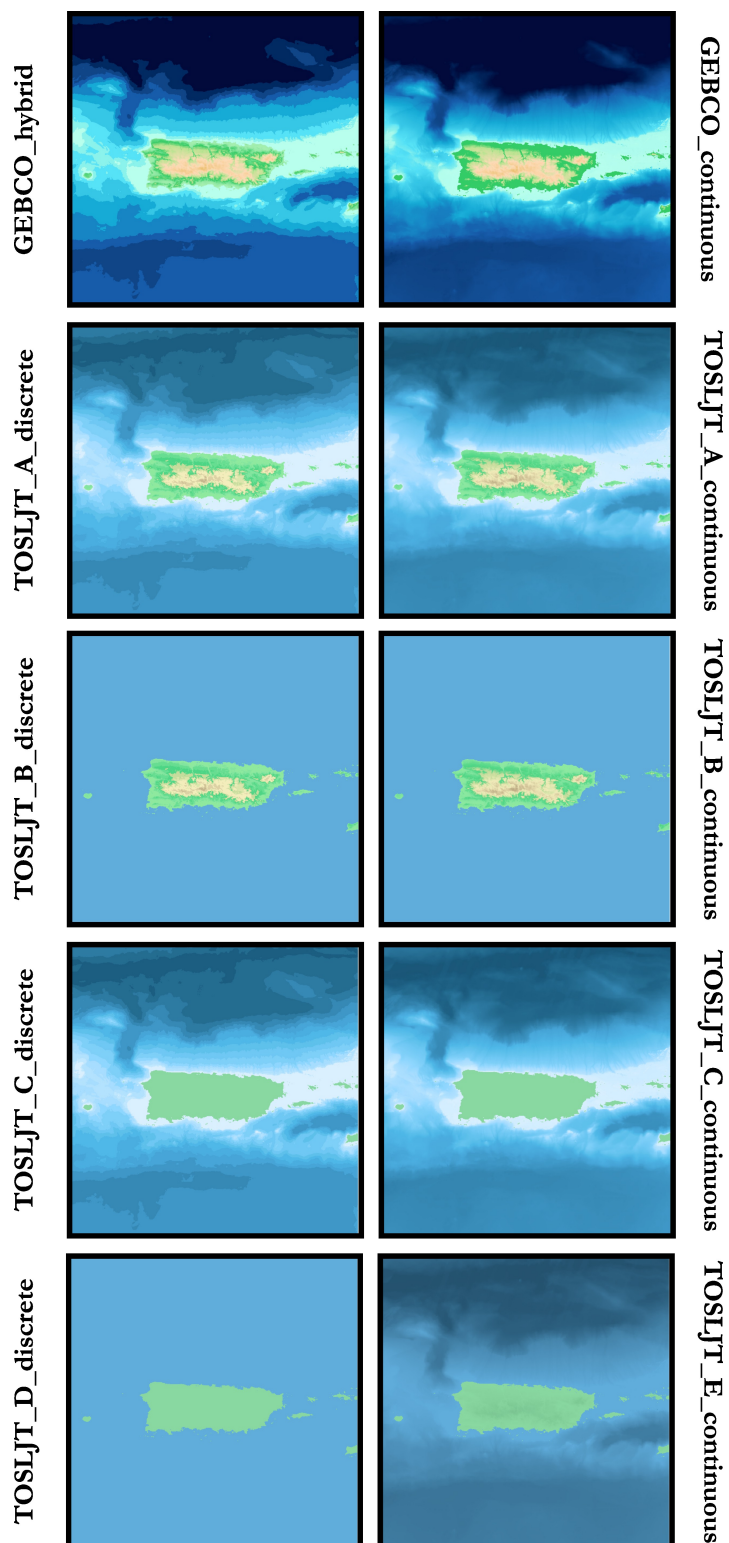 GEBCO_hybrid
GEBCO_continuous
TOSLJT_A_discrete
TOSLJT_A_continuous
TOSLJT_B_discrete
TOSLJT_B_continuous
TOSLJT_C_discrete
TOSLJT_C_continuous
TOSLJT_D_discrete
TOSLJT_E_continuous